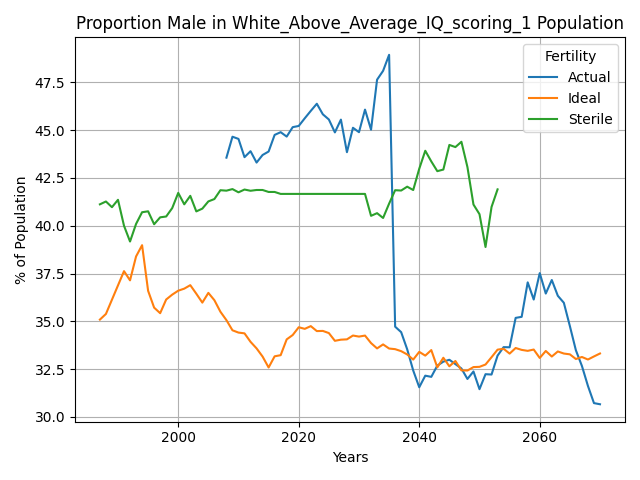 Proportion Male in White_Above_Average_IQ_scoring_1 Population
% of Population
47.5
45.0
42.5
40.0
37.5
35.0
32.5
30.0
Fertility
Actual
Ideal
Sterile
2000
2020
2040
2060
Years